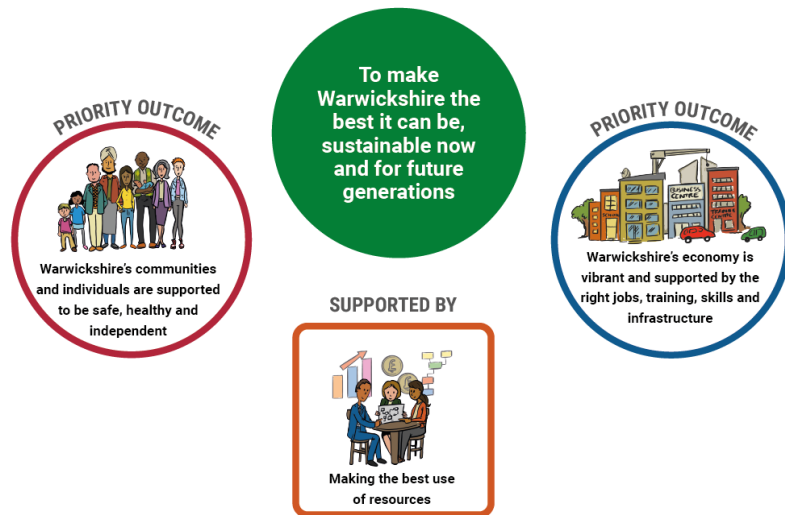 To make
Warwickshire the
best it can be,
sustainable now
and for future
generations
PRIORITY OUTCOME
Warwickshire's communities
and individuals are supported
to be safe, healthy and
independent
PRIORITY OUTCOME
BUSINESS
CENTRE
Warwickshire's economy is
vibrant and supported by the
right jobs, training, skills and
infrastructure
SUPPORTED BY
£
Making the best use
of resources